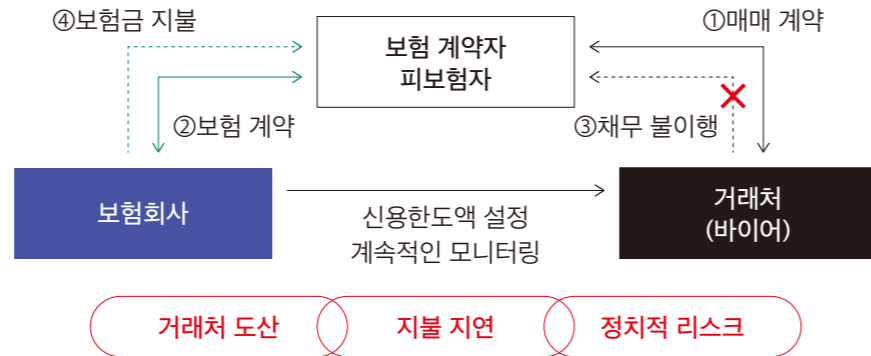 ④보험금 지불
①매매 계약
보험 계약자
피보험자
②보험 계약
③채무 불이행
보험회사
신용한도액 설정
계속적인 모니터링
거래처
(바이어)
거래처 도산
지불 지연
정치적 리스크